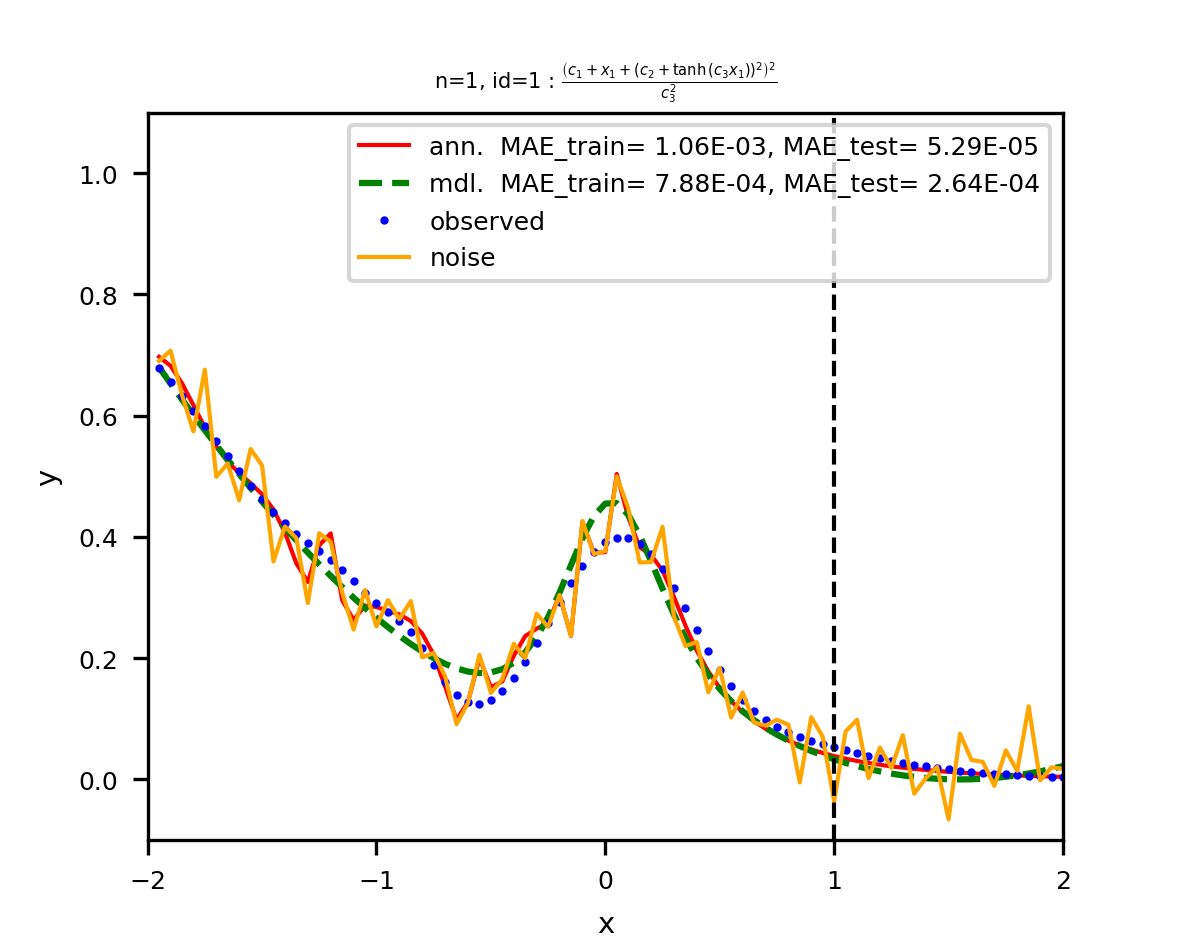 n=1, id=1 : \frac{(c_1 + x_1 + (c_2 + \tanh(c_3 x_1))^2)^2}{c_3^2}
ann.  MAE_train= 1.06E-03, MAE_test= 5.29E-05
mdl.  MAE_train= 7.88E-04, MAE_test= 2.64E-04
observed
noise
1.0
0.8
0.6
0.4
0.2
0.0
y
−2 −1 0 1 2
x